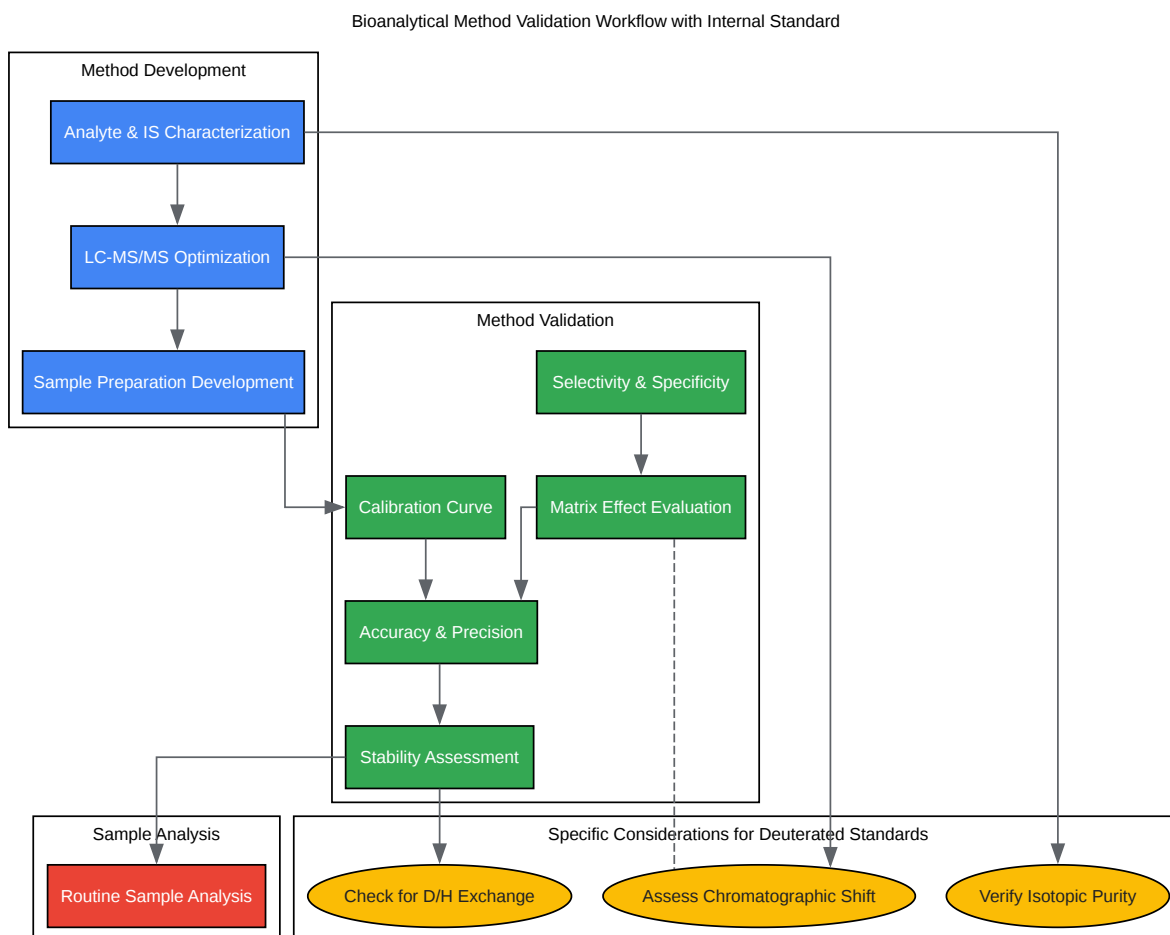 Bioanalytical Method Validation Workflow with Internal Standard
Method Development
Analyte & IS Characterization
LC-MS/MS Optimization
Sample Preparation Development
Method Validation
Selectivity & Specificity
Calibration Curve
Matrix Effect Evaluation
Accuracy & Precision
Stability Assessment
Sample Analysis
Routine Sample Analysis
Specific Considerations for Deuterated Standards
Check for D/H Exchange
Assess Chromatographic Shift
Verify Isotopic Purity